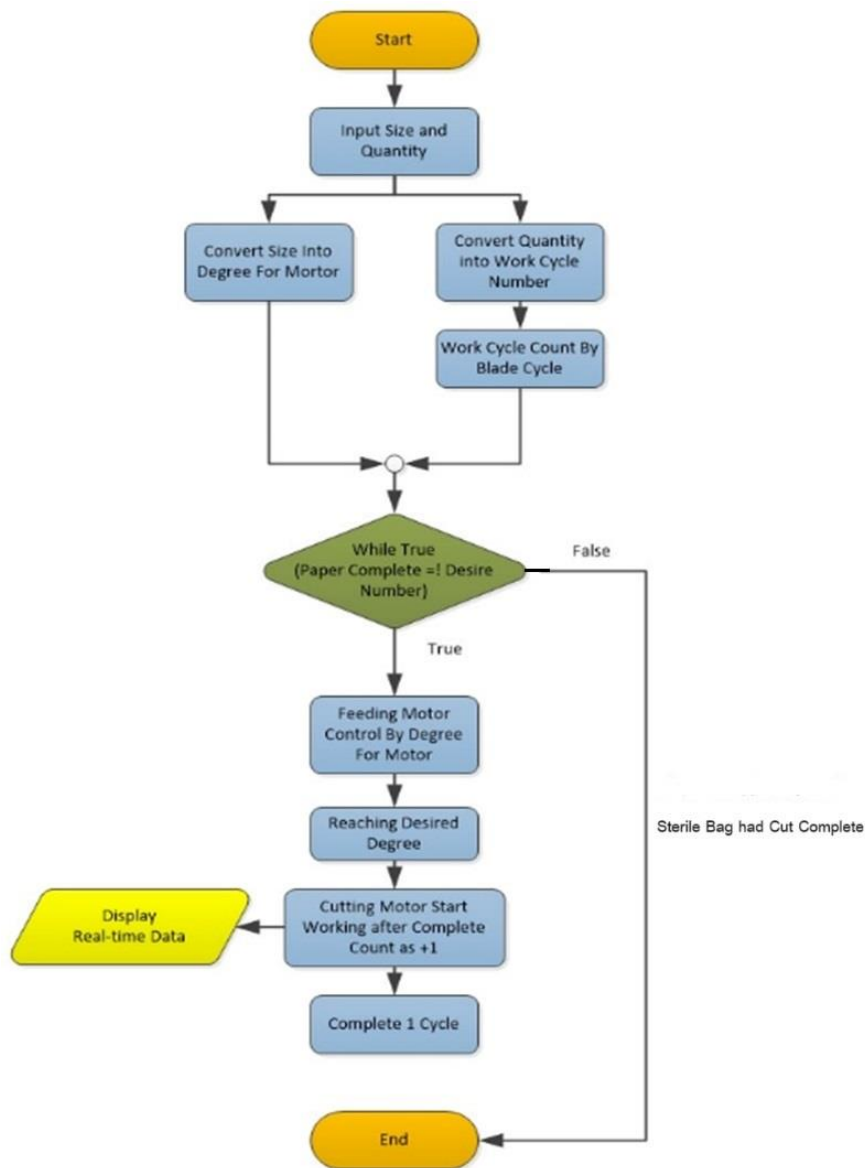 Start
Input Size and
Quantity
Convert Size Into
Degree For Mortor
Convert Quantity
into Work Cycle
Number
Work Cycle Count By
Blade Cycle
While True
(Paper Complete =! Desire
Number)
False
True
Feeding Motor
Control By Degree
For Motor
Reaching Desired
Degree
Sterile Bag had Cut Complete
Cutting Motor Start
Working after Complete
Count as +1
Display
Real-time Data
Complete 1 Cycle
End